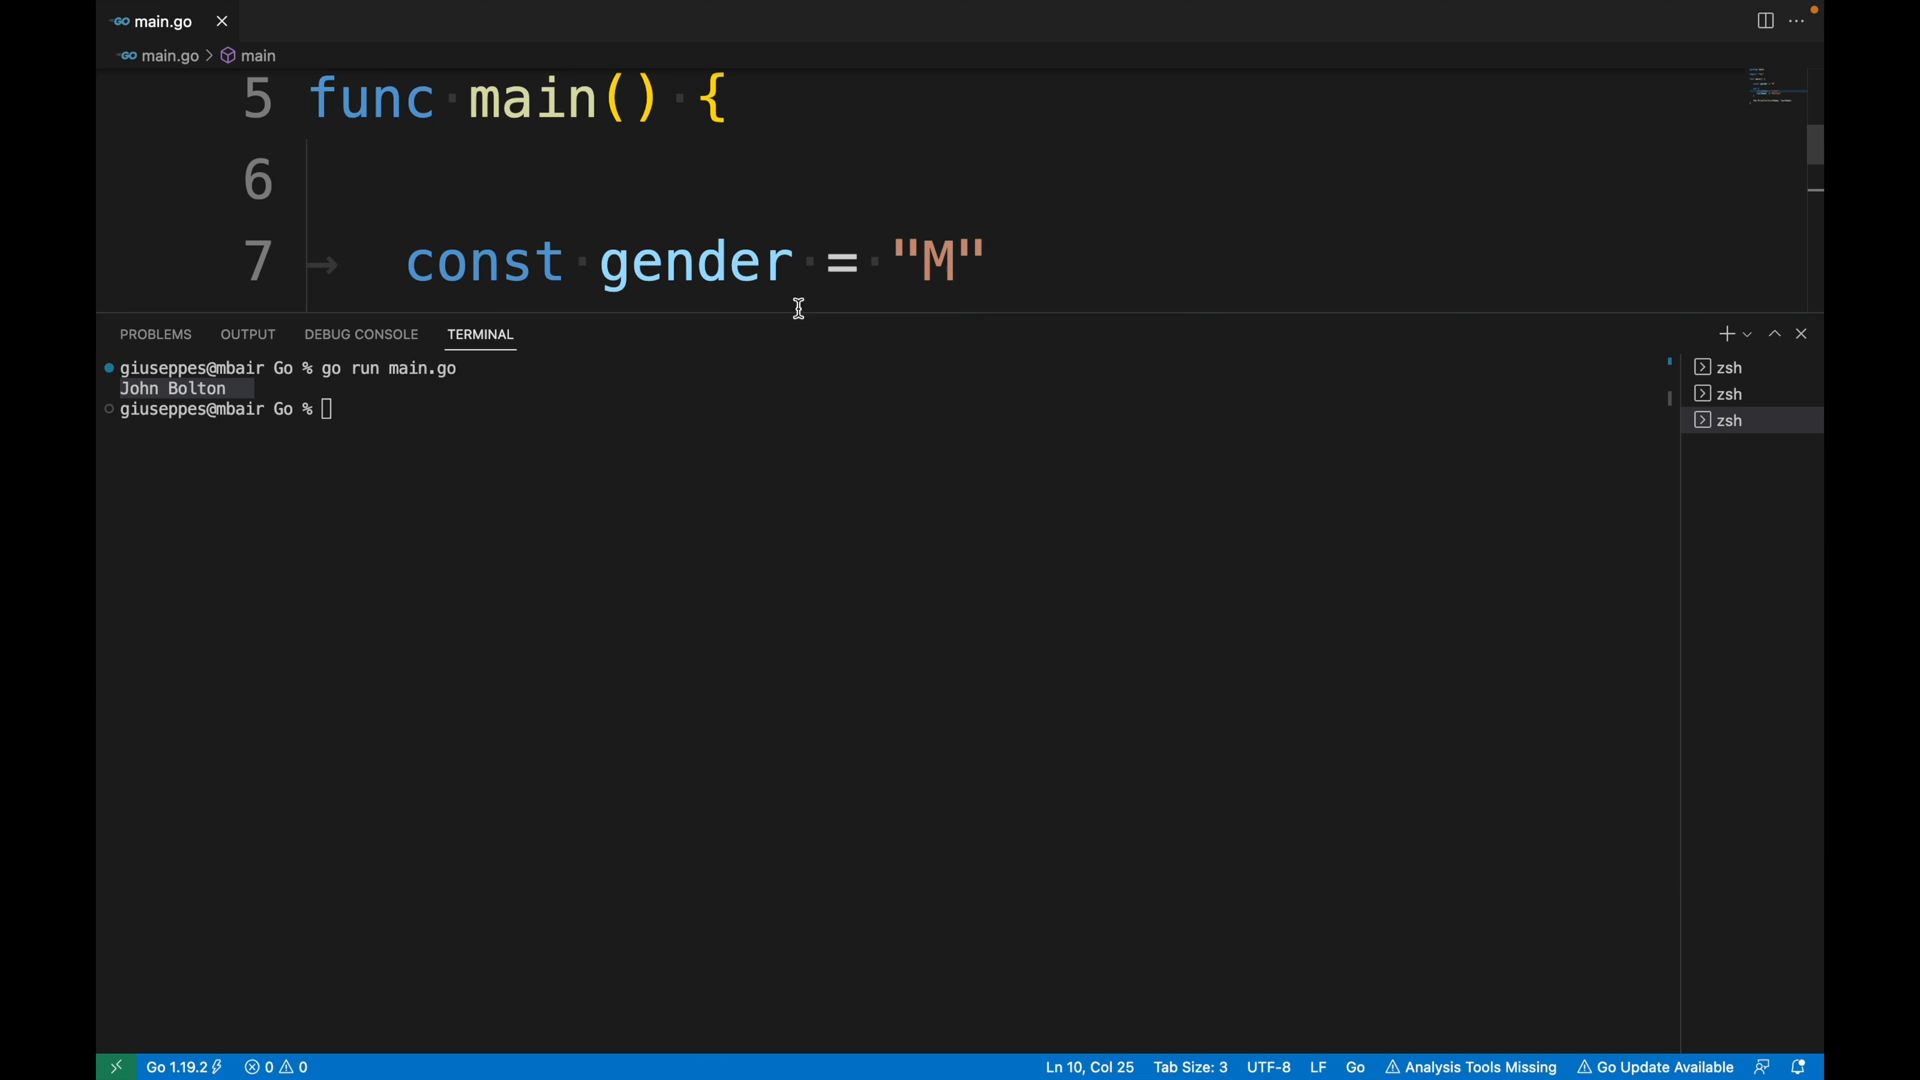 main.go
main.go > main
5 func main() {
6
7 const gender = "M"
PROBLEMS OUTPUT DEBUG CONSOLE TERMINAL
giuseppes@mbair Go % go run main.go
John Bolton
giuseppes@mbair Go %
zsh
zsh
zsh
Go 1.19.2 0 0 Ln 10, Col 25 Tab Size: 3 UTF-8 LF Go Analysis Tools Missing Go Update Available